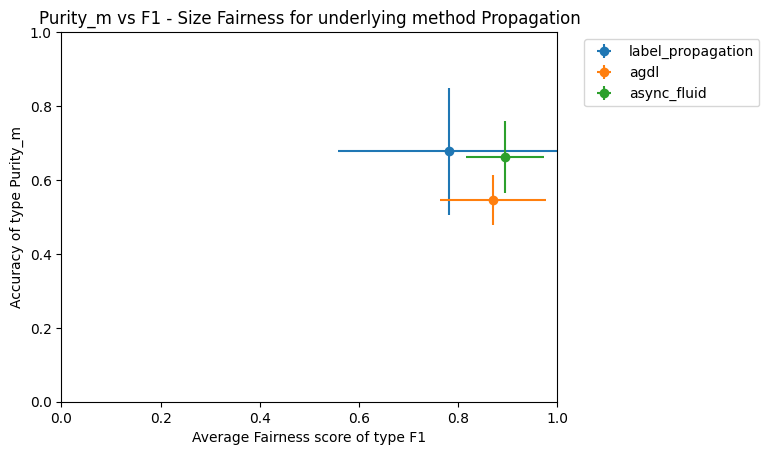 Purity_m vs F1 - Size Fairness for underlying method Propagation
label_propagation
agdl
async_fluid
Accuracy of type Purity_m
1.0
0.8
0.6
0.4
0.2
0.0
0.0 0.2 0.4 0.6 0.8 1.0
Average Fairness score of type F1